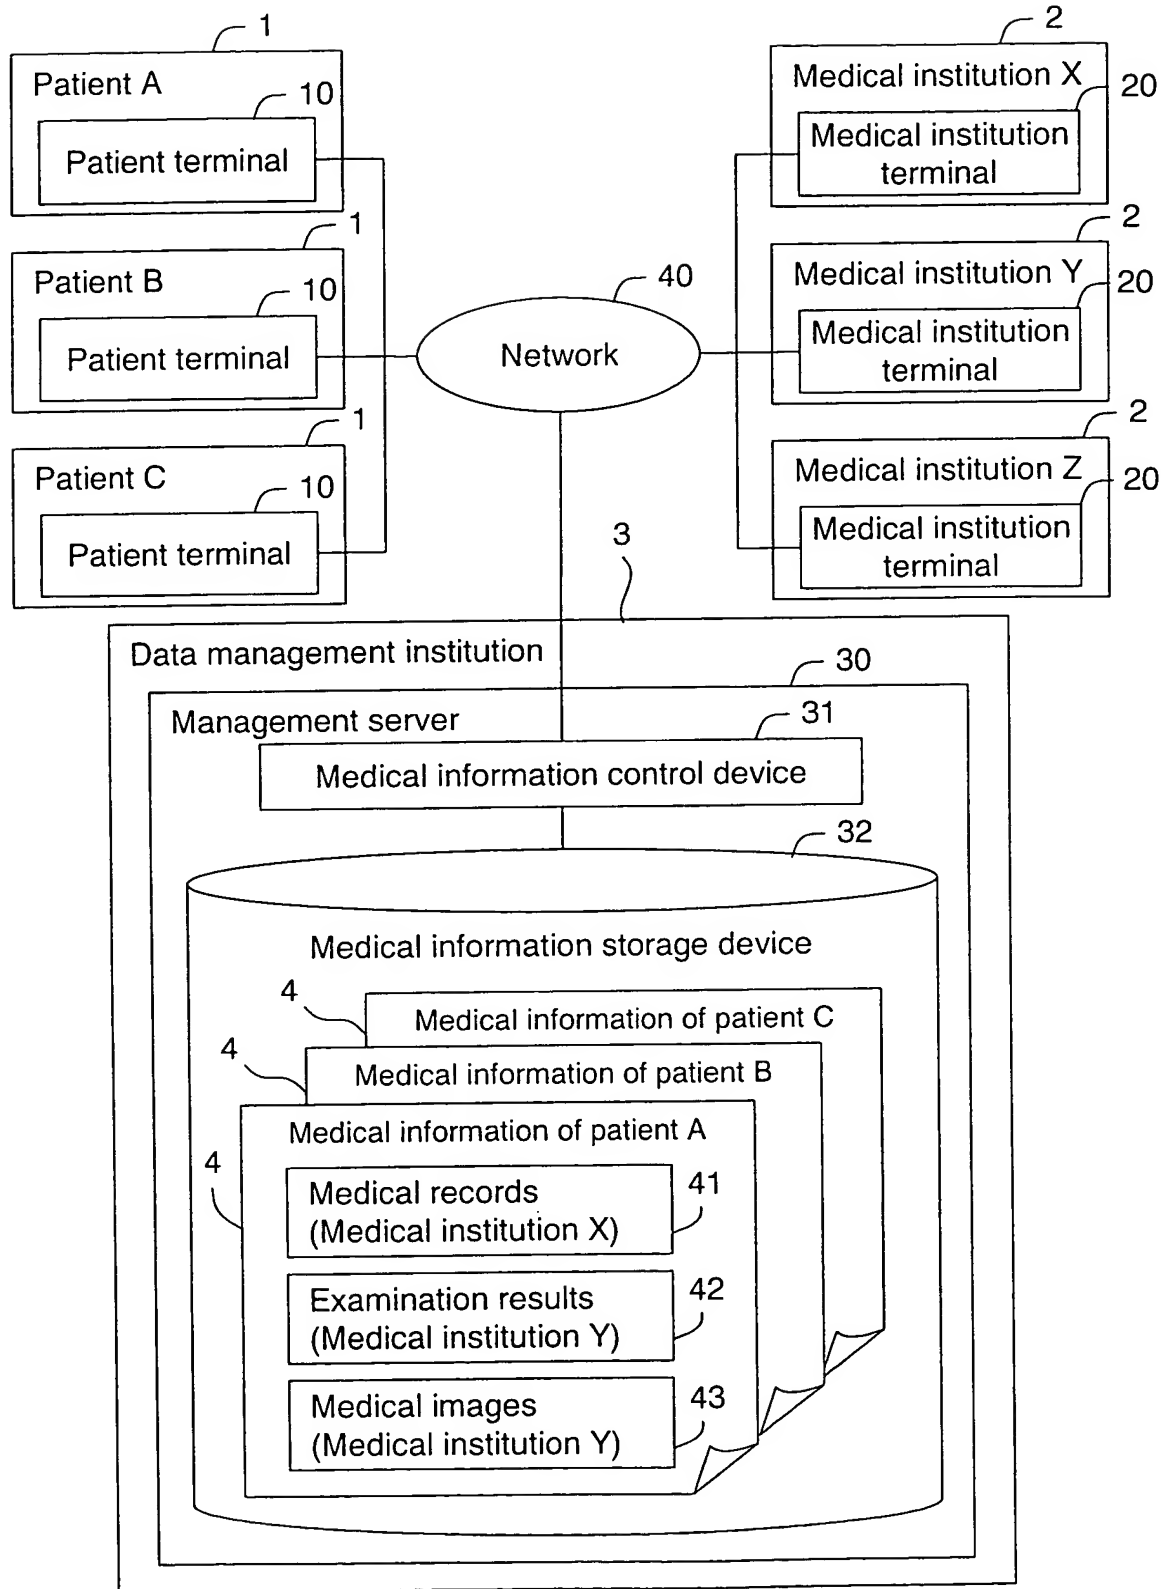 1
Patient A
10
Patient terminal
1
Patient B
10
Patient terminal
1
Patient C
10
Patient terminal
2
Medical institution X
20
Medical institution
terminal
2
Medical institution Y
20
Medical institution
terminal
2
Medical institution Z
20
Medical institution
terminal
40
Network
3
Data management institution
30
Management server
31
Medical information control device
32
Medical information storage device
4
Medical information of patient C
4
Medical information of patient B
4
Medical information of patient A
Medical records
(Medical institution X)
41
Examination results
(Medical institution Y)
42
Medical images
(Medical institution Y)
43